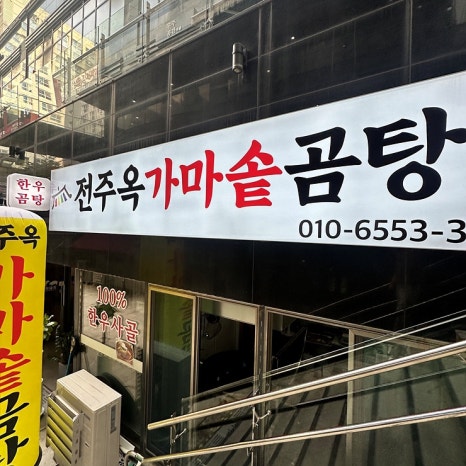 전주옥 가마솥 곰탕
010-6553-3
한우
곰탕
주옥
가마솥곰탕
100%
한우사골